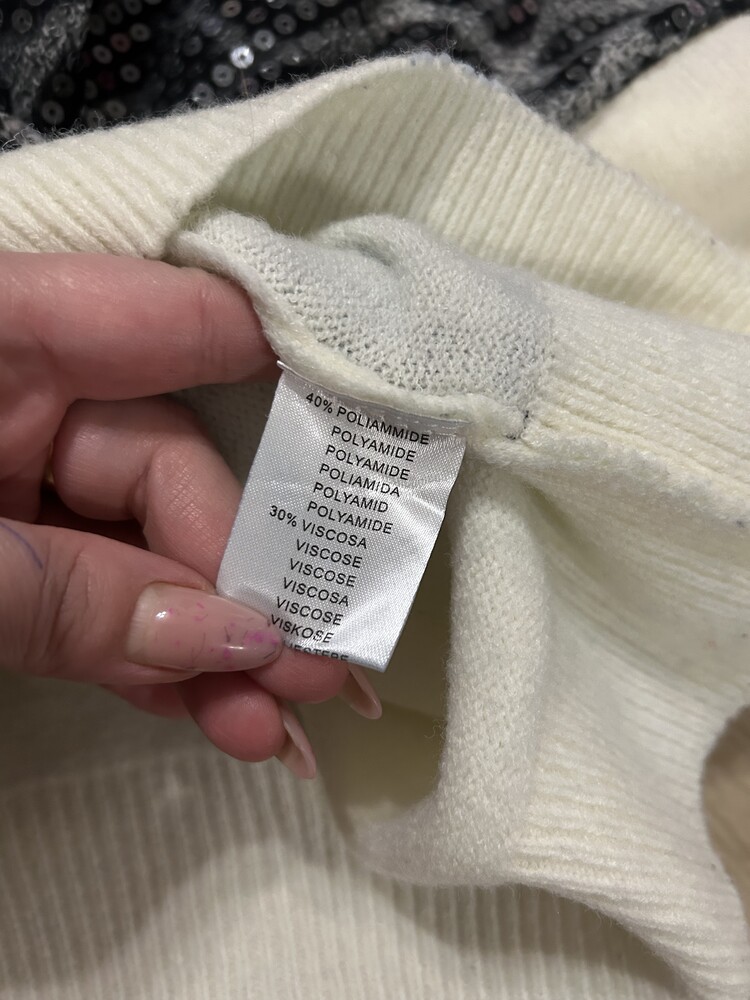 40% POLIAMMIDE
POLYAMIDE
POLYAMIDE
POLIAMIDA
POLYAMID
POLYAMIDE
30% VISCOSA
VISCOSE
VISCOSE
VISCOSA
VISCOSE
VISKOSE